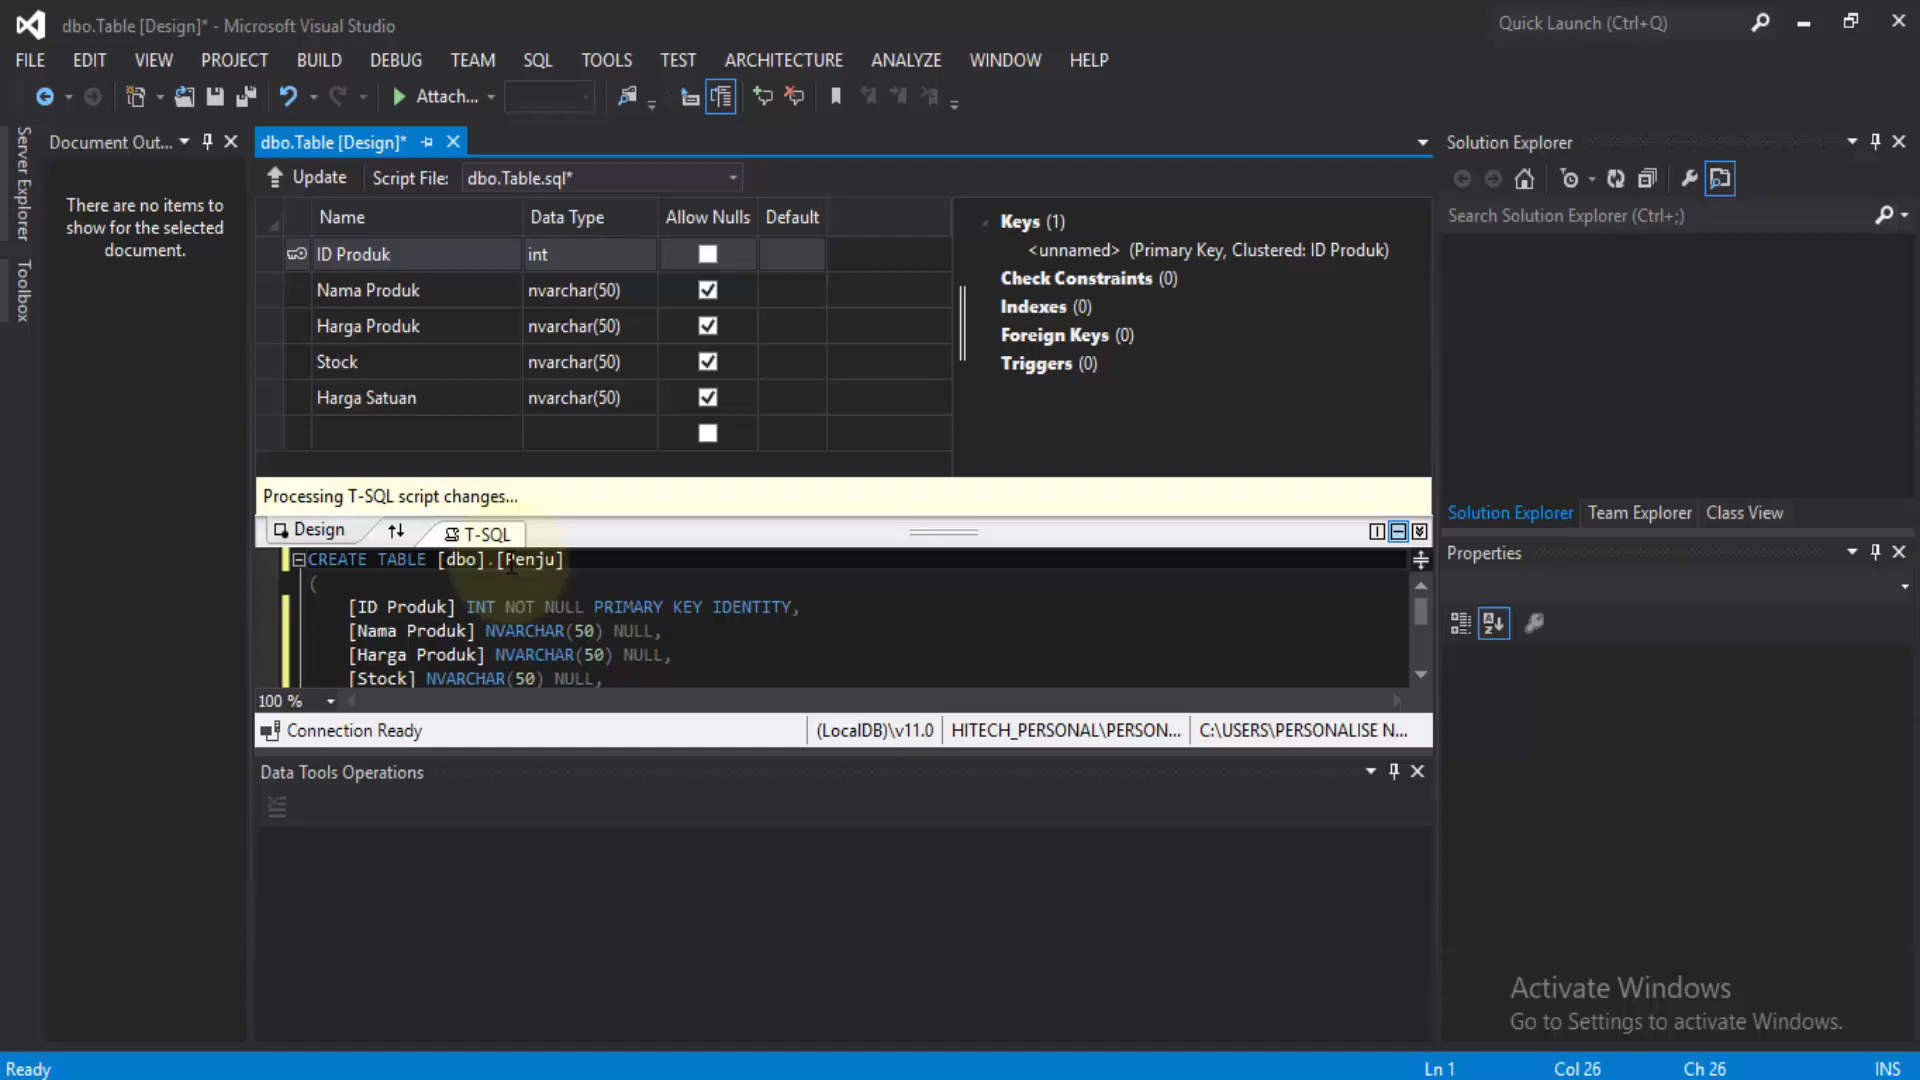 dbo.Table [Design]* - Microsoft Visual Studio
Quick Launch (Ctrl+Q)
FILE EDIT VIEW PROJECT BUILD DEBUG TEAM SQL TOOLS TEST ARCHITECTURE ANALYZE WINDOW HELP
Attach...
Server Explorer
Toolbox
Document Out...
There are no items to
show for the selected
document.
dbo.Table [Design]*
Update Script File: dbo.Table.sql*
Name Data Type Allow Nulls Default
ID Produk int
Nama Produk nvarchar(50)
Harga Produk nvarchar(50)
Stock nvarchar(50)
Harga Satuan nvarchar(50)
Keys (1)
<unnamed> (Primary Key, Clustered: ID Produk)
Check Constraints (0)
Indexes (0)
Foreign Keys (0)
Triggers (0)
Processing T-SQL script changes...
Design T-SQL
CREATE TABLE [dbo].[Penju]
(
[ID Produk] INT NOT NULL PRIMARY KEY IDENTITY,
[Nama Produk] NVARCHAR(50) NULL,
[Harga Produk] NVARCHAR(50) NULL,
[Stock] NVARCHAR(50) NULL,
100 %
Connection Ready (LocalDB)\v11.0 HITECH_PERSONAL\PERSON... C:\USERS\PERSONALISE N...
Data Tools Operations
Solution Explorer
Search Solution Explorer (Ctrl+;)
Solution Explorer Team Explorer Class View
Properties
Activate Windows
Go to Settings to activate Windows.
Ready Ln 1 Col 26 Ch 26 INS